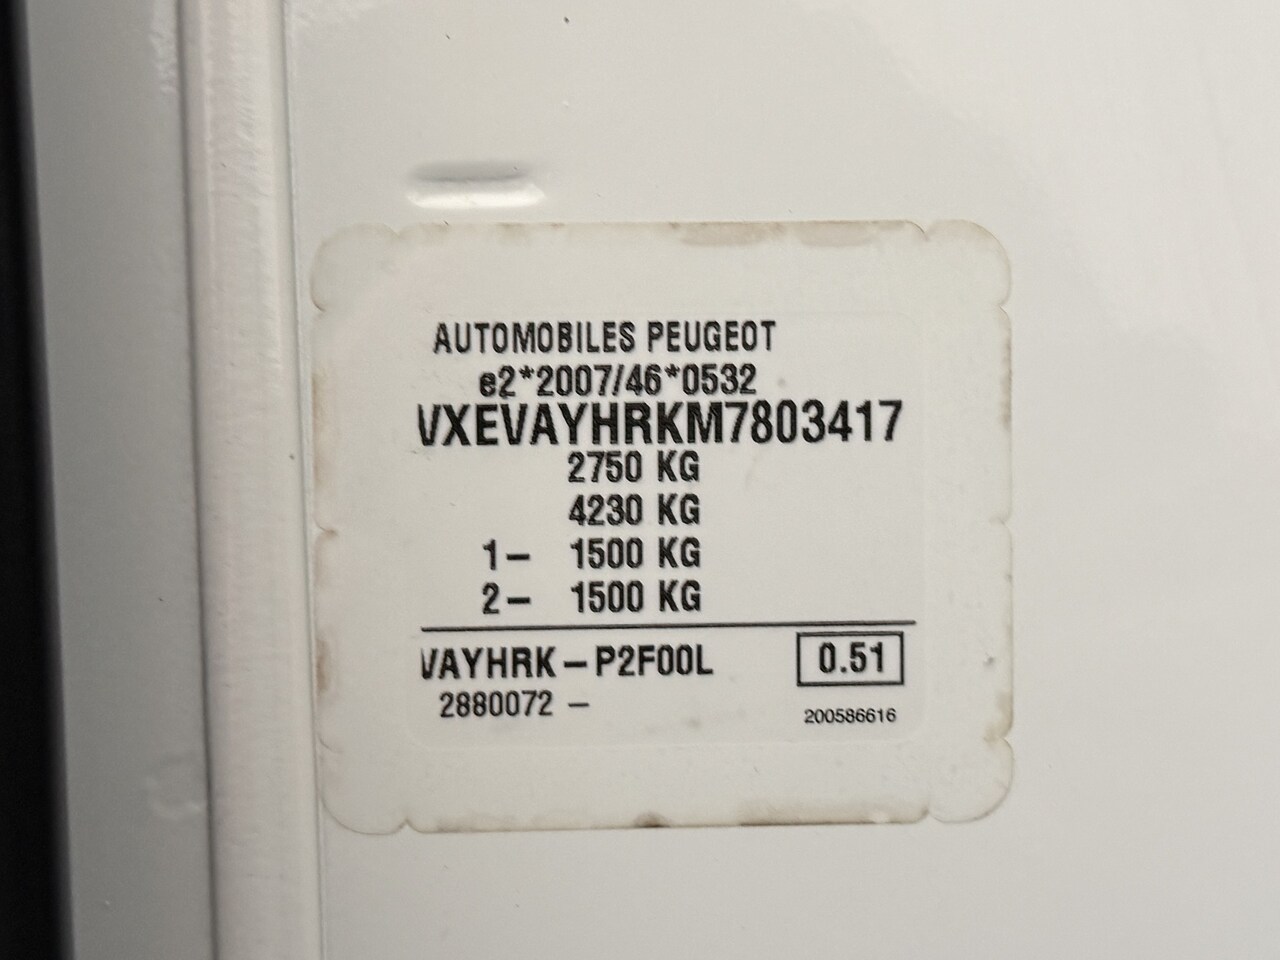 AUTOMOBILES PEUGEOT
e2*2007/46*0532
VXEVAYHRKM7803417
2750 KG
4230 KG
1- 1500 KG
2- 1500 KG
VAYHRK-P2F00L 0.51
2880072 - 200586616